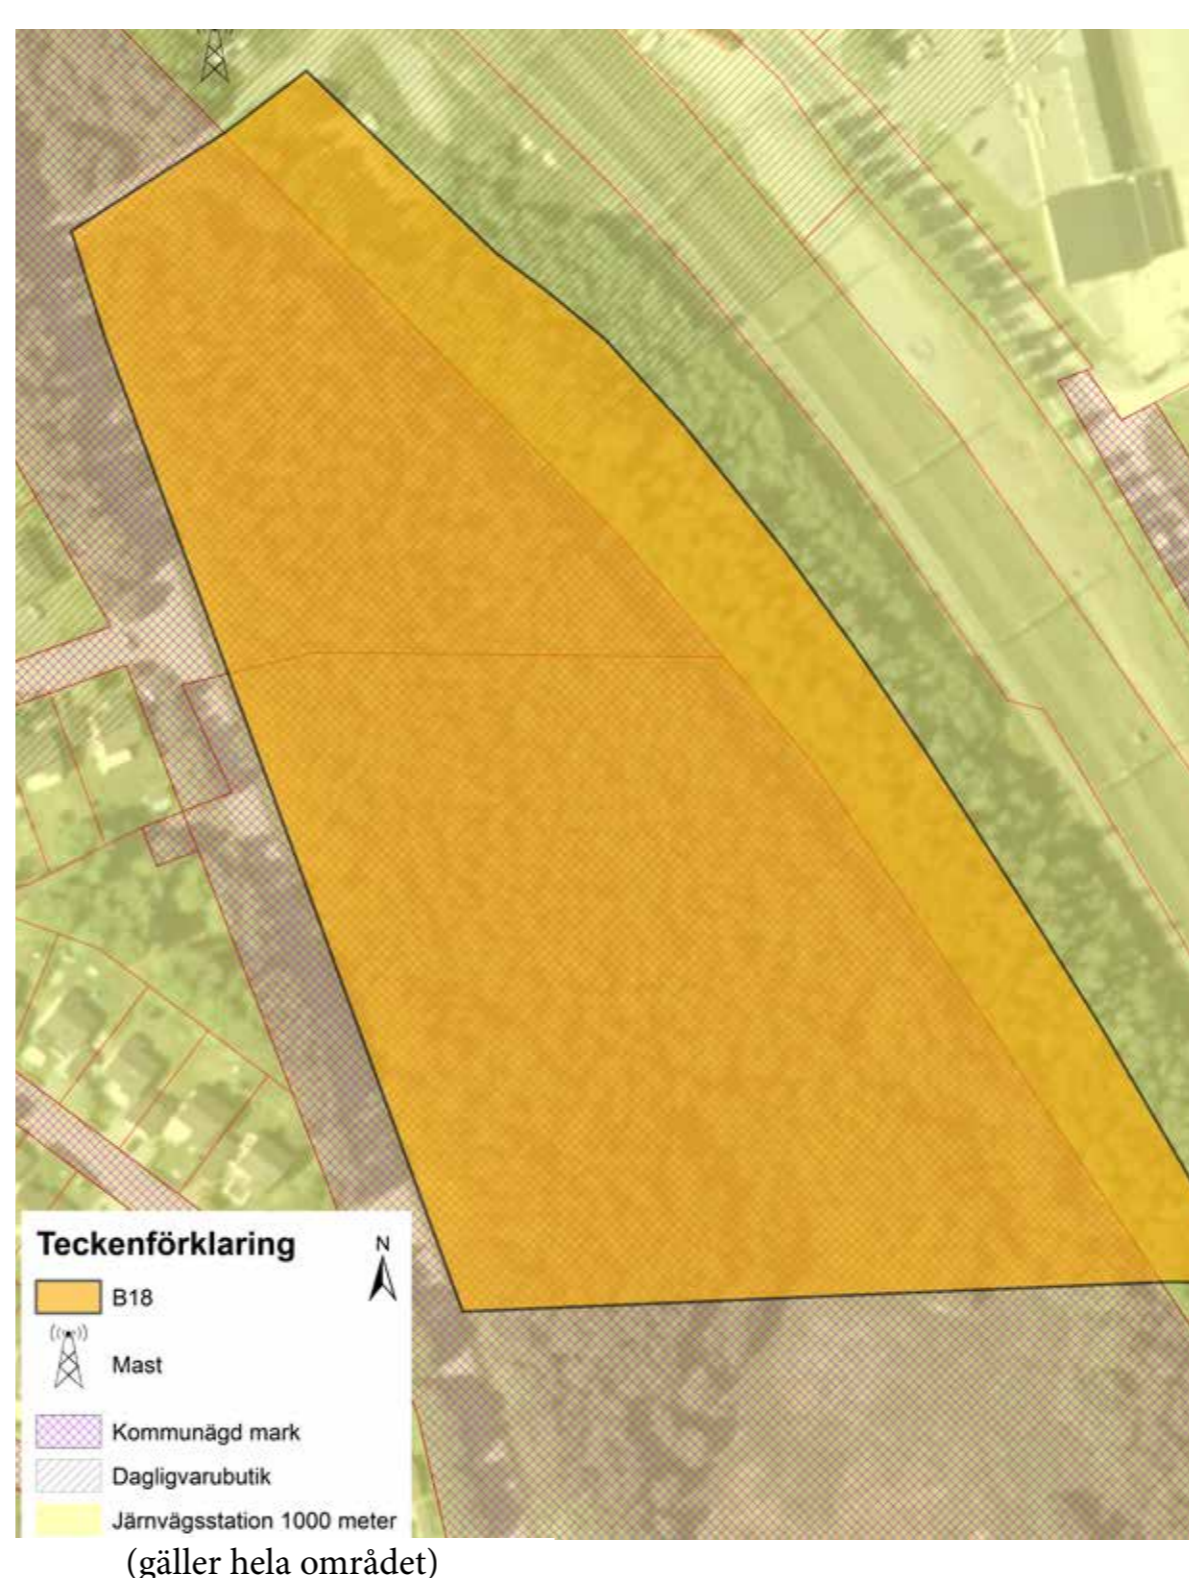 Teckenförklaring
N
B18
Mast
Kommunägd mark
Dagligvarubutik
Järnvägsstation 1000 meter
(gäller hela området)